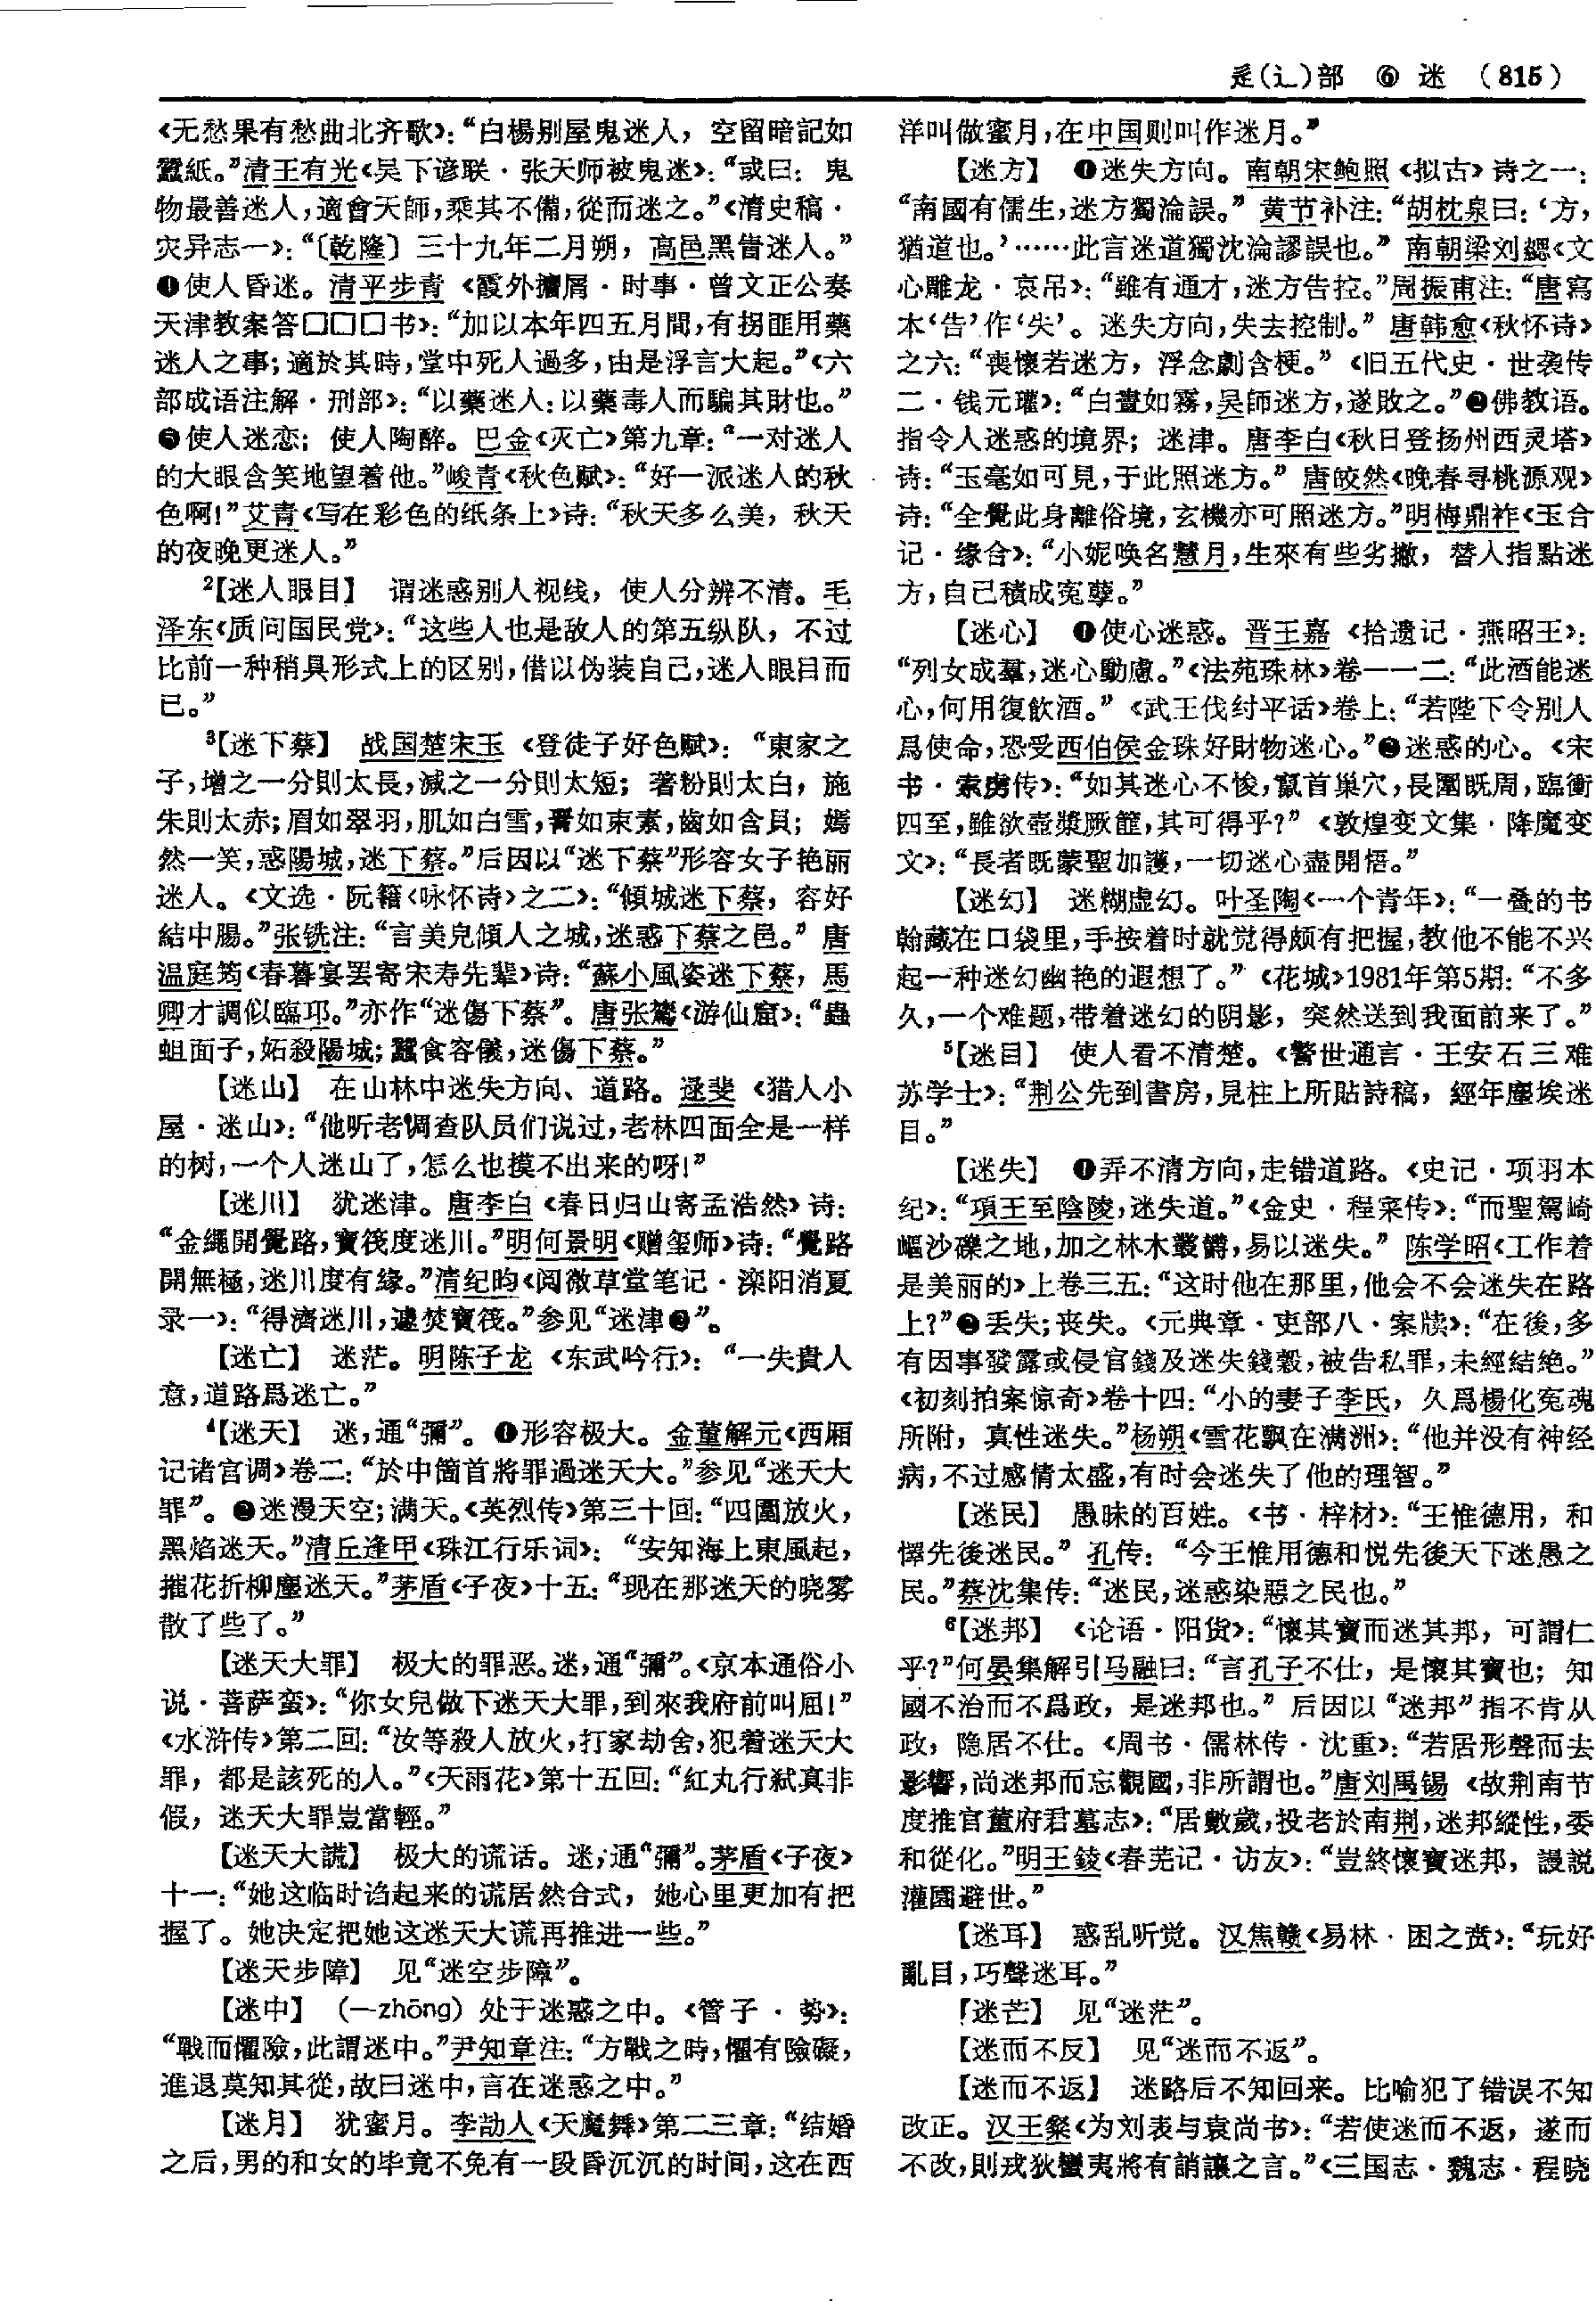 辵(辶)部 ⑥ 迷 (815)
《无愁果有愁曲北齐歌》：“白楊别屋鬼迷人，空留暗記如
蠶紙。”清王有光《吴下谚联·张天师被鬼迷》：“或曰：鬼
物最善迷人，適會天師，乘其不備，從而迷之。”《清史稿·
灾异志一》：“〔乾隆〕三十九年二月朔，高邑黑眚迷人。”
❹使人昏迷。清平步青《霞外攟屑·时事·曾文正公奏
天津教案答囗囗囗书》：“加以本年四五月間，有拐匪用藥
迷人之事；適於其時，堂中死人過多，由是浮言大起。”《六
部成语注解·刑部》：“以藥迷人：以藥毒人而騙其財也。”
❺使人迷恋；使人陶醉。巴金《灭亡》第九章：“一对迷人
的大眼含笑地望着他。”峻青《秋色赋》：“好一派迷人的秋
色啊！”艾青《写在彩色的纸条上》诗：“秋天多么美，秋天
的夜晚更迷人。”
²【迷人眼目】 谓迷惑别人视线，使人分辨不清。毛
泽东《质问国民党》：“这些人也是敌人的第五纵队，不过
比前一种稍具形式上的区别，借以伪装自己，迷人眼目而
已。”
³【迷下蔡】 战国楚宋玉《登徒子好色赋》：“東家之
子，增之一分則太長，減之一分則太短；著粉則太白，施
朱則太赤；眉如翠羽，肌如白雪，腰如束素，齒如含貝；嫣
然一笑，惑陽城，迷下蔡。”后因以“迷下蔡”形容女子艳丽
迷人。《文选·阮籍〈咏怀诗〉之二》：“傾城迷下蔡，容好
結中腸。”张铣注：“言美皃傾人之城，迷惑下蔡之邑。”唐
温庭筠《春暮宴罢寄宋寿先辈》诗：“蘇小風姿迷下蔡，馬
卿才調似臨邛。”亦作“迷傷下蔡”。唐张鷟《游仙窟》：“蟲
蛆面子，妬殺陽城；蠶食容儀，迷傷下蔡。”
【迷山】 在山林中迷失方向、道路。逯斐《猎人小
屋·迷山》：“他听老调查队员们说过，老林四面全是一样
的树，一个人迷山了，怎么也摸不出来的呀！”
【迷川】 犹迷津。唐李白《春日归山寄孟浩然》诗：
“金繩開覺路，寶筏度迷川。”明何景明《赠玺师》诗：“覺路
開無極，迷川度有緣。”清纪昀《阅微草堂笔记·滦阳消夏
录一》：“得濟迷川，遽焚寶筏。”参见“迷津❷”。
【迷亡】 迷茫。明陈子龙《东武吟行》：“一失貴人
意，道路爲迷亡。”
⁴【迷天】 迷，通“彌”。❶形容极大。金董解元《西厢
记诸宫调》卷二：“於中箇首將罪過迷天大。”参见“迷天大
罪”。❷迷漫天空；满天。《英烈传》第三十回：“四圍放火，
黑焰迷天。”清丘逢甲《珠江行乐词》：“安知海上東風起，
摧花折柳塵迷天。”茅盾《子夜》十五：“现在那迷天的晓雾
散了些了。”
【迷天大罪】 极大的罪恶。迷，通“彌”。《京本通俗小
说·菩萨蛮》：“你女兒做下迷天大罪，到來我府前叫屈！”
《水浒传》第二回：“汝等殺人放火，打家劫舍，犯着迷天大
罪，都是該死的人。”《天雨花》第十五回：“紅丸行弑真非
假，迷天大罪豈當輕。”
【迷天大謊】 极大的谎话。迷，通“彌”。茅盾《子夜》
十一：“她这临时诌起来的谎居然合式，她心里更加有把
握了。她决定把她这迷天大谎再推进一些。”
【迷天步障】 见“迷空步障”。
【迷中】 (—zhōng) 处于迷惑之中。《管子·势》：
“戰而懼險，此謂迷中。”尹知章注：“方戰之時，懼有險礙，
進退莫知其從，故曰迷中，言在迷惑之中。”
【迷月】 犹蜜月。李劼人《天魔舞》第二三章：“结婚
之后，男的和女的毕竟不免有一段昏沉沉的时间，这在西
洋叫做蜜月，在中国则叫作迷月。”
【迷方】 ❶迷失方向。南朝宋鲍照《拟古》诗之一：
“南國有儒生，迷方獨淪誤。”黄节补注：“胡枕泉曰：‘方，
猶道也。’……此言迷道獨沈淪謬誤也。”南朝梁刘勰《文
心雕龙·哀吊》：“雖有通才，迷方告控。”周振甫注：“唐寫
本‘告’作‘失’。迷失方向，失去控制。”唐韩愈《秋怀诗》
之六：“喪懷若迷方，浮念劇含梗。”《旧五代史·世袭传
二·钱元瓘》：“白晝如霧，吴師迷方，遂敗之。”❷佛教语。
指令人迷惑的境界；迷津。唐李白《秋日登扬州西灵塔》
诗：“玉毫如可見，于此照迷方。”唐皎然《晚春寻桃源观》
诗：“全覺此身離俗境，玄機亦可照迷方。”明梅鼎祚《玉合
记·缘合》：“小妮唤名慧月，生來有些劣撇，替人指點迷
方，自己積成寃孽。”
【迷心】 ❶使心迷惑。晋王嘉《拾遗记·燕昭王》：
“列女成羣，迷心動慮。”《法苑珠林》卷一一二：“此酒能迷
心，何用復飲酒。”《武王伐纣平话》卷上：“若陛下令别人
爲使命，恐受西伯侯金珠好財物迷心。”❷迷惑的心。《宋
书·索虏传》：“如其迷心不悛，竄首巢穴，長圍既周，臨衝
四至，雖欲壺漿厥篚，其可得乎？”《敦煌变文集·降魔变
文》：“長者既蒙聖加護，一切迷心盡開悟。”
【迷幻】 迷糊虚幻。叶圣陶《一个青年》：“一叠的书
翰藏在口袋里，手按着时就觉得颇有把握，教他不能不兴
起一种迷幻幽艳的遐想了。”《花城》1981年第5期：“不多
久，一个难题，带着迷幻的阴影，突然送到我面前来了。”
⁵【迷目】 使人看不清楚。《警世通言·王安石三难
苏学士》：“荆公先到書房，見柱上所貼詩稿，經年塵埃迷
目。”
【迷失】 ❶弄不清方向，走错道路。《史记·项羽本
纪》：“項王至陰陵，迷失道。”《金史·程寀传》：“而聖駕崎
嶇沙礫之地，加之林木叢鬱，易以迷失。”陈学昭《工作着
是美丽的》上卷三五：“这时他在那里，他会不会迷失在路
上？”❷丢失；丧失。《元典章·吏部八·案牍》：“在後，多
有因事發露或侵官錢及迷失錢穀，被告私罪，未經結絶。”
《初刻拍案惊奇》卷十四：“小的妻子李氏，久爲楊化寃魂
所附，真性迷失。”杨朔《雪花飘在满洲》：“他并没有神经
病，不过感情太盛，有时会迷失了他的理智。”
【迷民】 愚昧的百姓。《书·梓材》：“王惟德用，和
懌先後迷民。”孔传：“今王惟用德和悦先後天下迷愚之
民。”蔡沈集传：“迷民，迷惑染惡之民也。”
⁶【迷邦】 《论语·阳货》：“懷其寶而迷其邦，可謂仁
乎？”何晏集解引马融曰：“言孔子不仕，是懷其寶也；知
國不治而不爲政，是迷邦也。”后因以“迷邦”指不肯从
政，隐居不仕。《周书·儒林传·沈重》：“若居形聲而去
影響，尚迷邦而忘觀國，非所謂也。”唐刘禹锡《故荆南节
度推官董府君墓志》：“居數歲，投老於南荆，迷邦縱性，委
和從化。”明王錂《春芜记·访友》：“豈終懷寶迷邦，謾説
灌園避世。”
【迷耳】 惑乱听觉。汉焦赣《易林·困之贲》：“玩好
亂目，巧聲迷耳。”
【迷芒】 见“迷茫”。
【迷而不反】 见“迷而不返”。
【迷而不返】 迷路后不知回来。比喻犯了错误不知
改正。汉王粲《为刘表与袁尚书》：“若使迷而不返，遂而
不改，則戎狄蠻夷將有誚讓之言。”《三国志·魏志·程晓